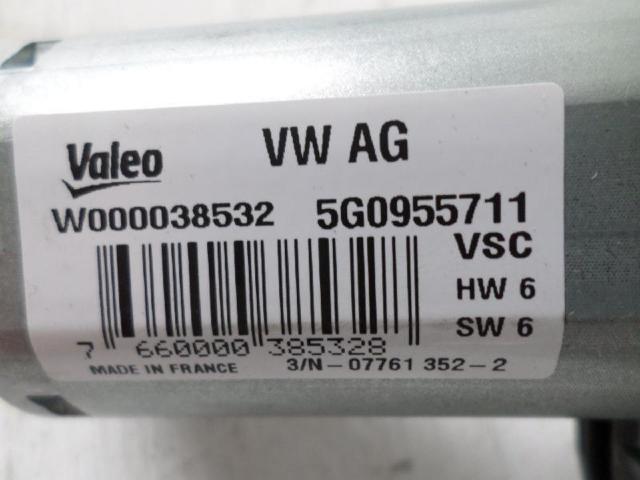 Valeo VW AG
W000038532 5G0955711
VSC
HW 6
SW 6
7 660000 385328
MADE IN FRANCE 3/N-07761 352-2